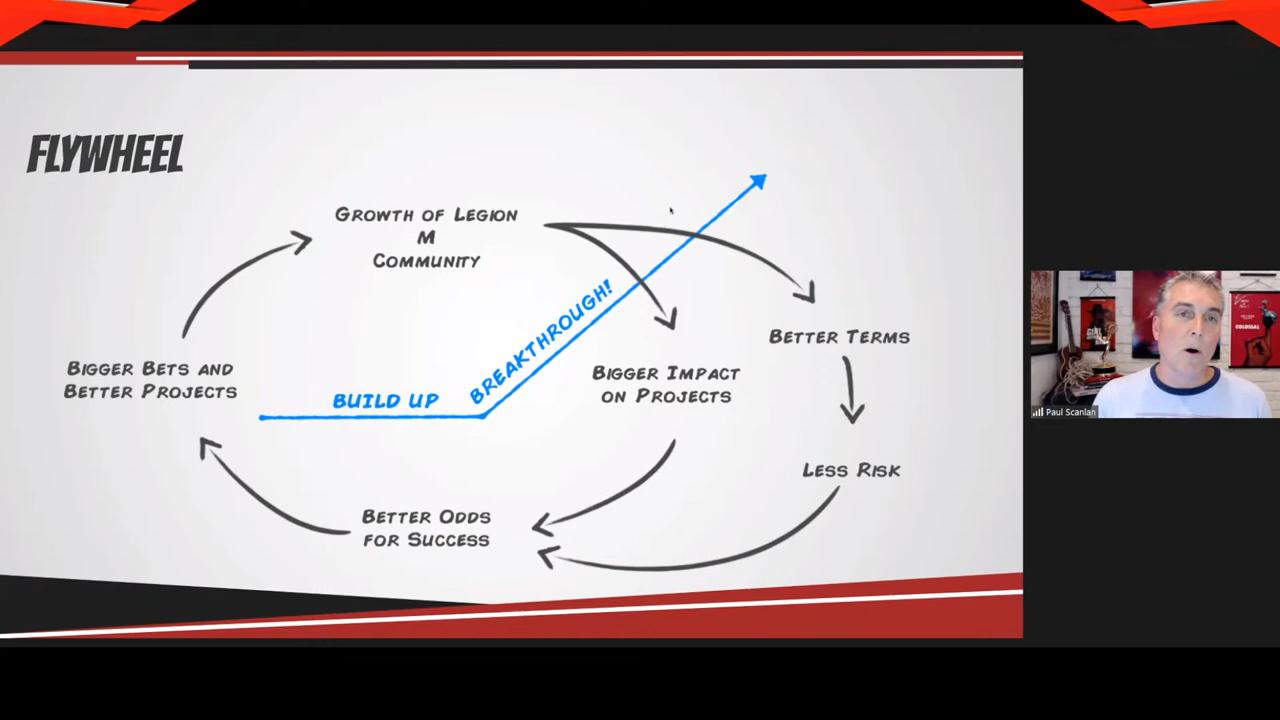 FLYWHEEL
GROWTH OF LEGION
M
COMMUNITY
BETTER TERMS
BIGGER IMPACT
ON PROJECTS
BIGGER BETS AND
BETTER PROJECTS
BUILD UP
BREAKTHROUGH!
LESS RISK
BETTER ODDS
FOR SUCCESS
COLOSSAL
Paul Scanlan